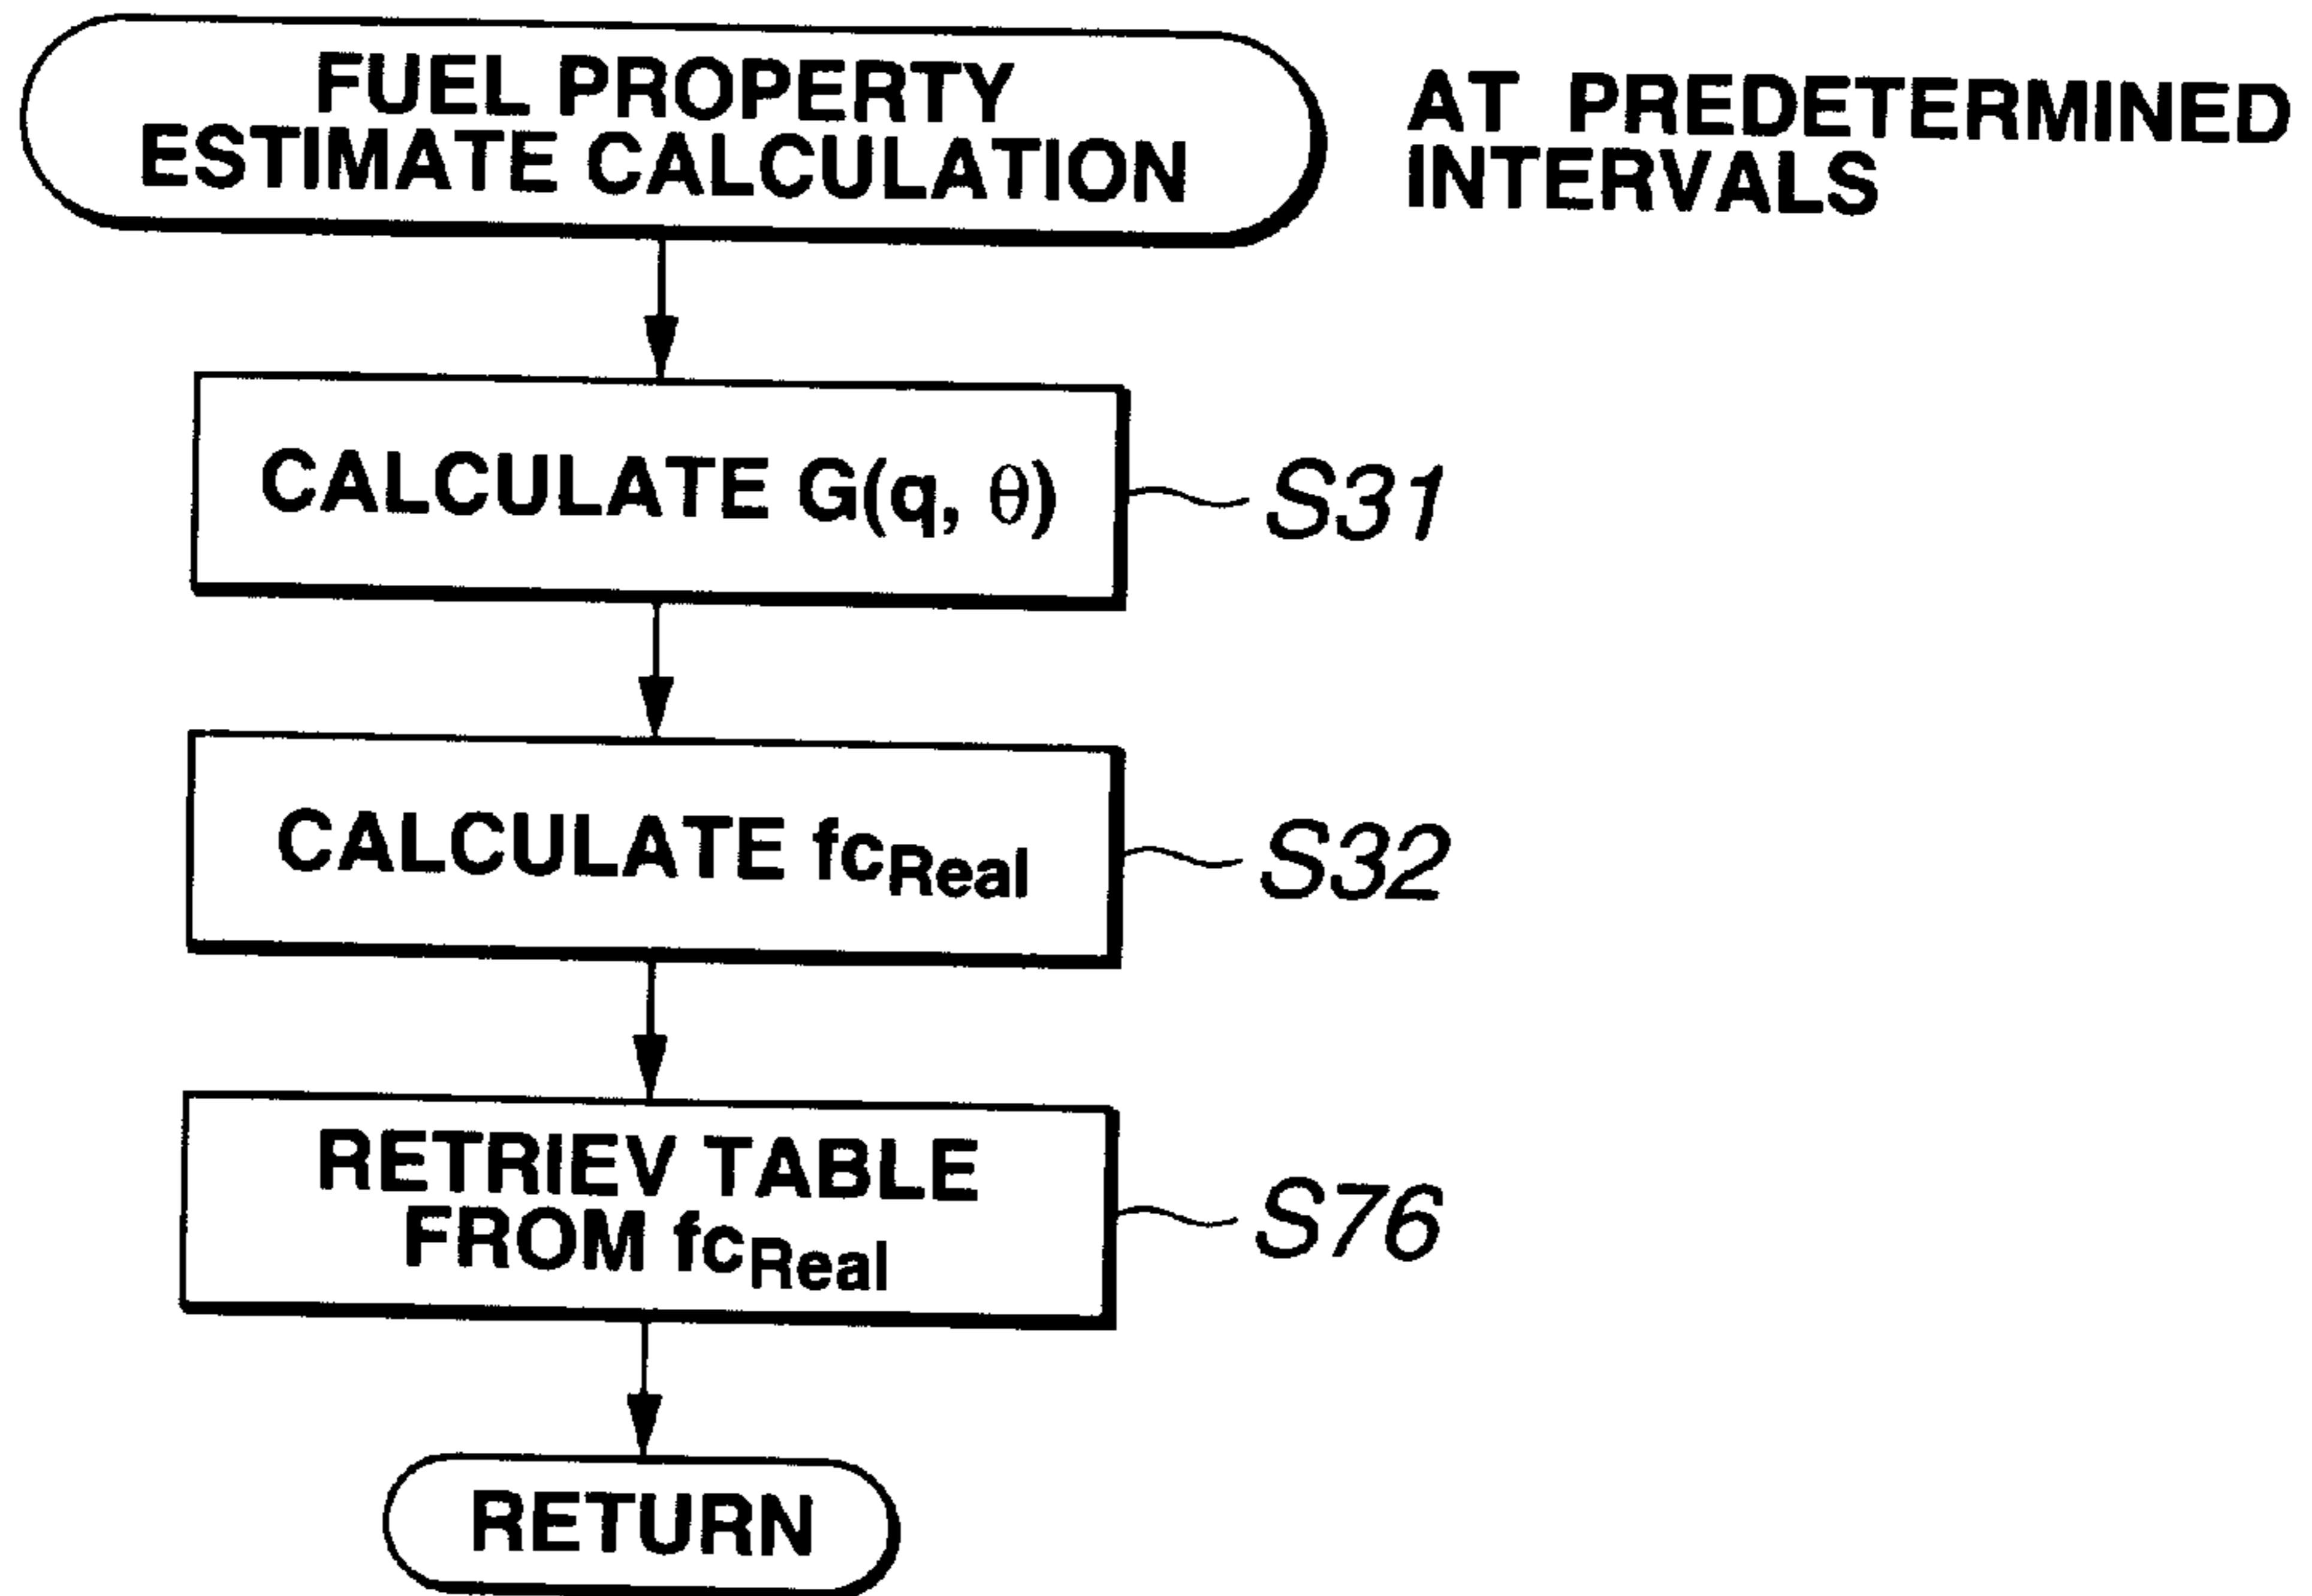 FUEL PROPERTY
ESTIMATE CALCULATION
AT PREDETERMINED
INTERVALS
CALCULATE G(q, θ)
S31
CALCULATE fcReal
S32
RETRIEV TABLE
FROM fcReal
S76
RETURN